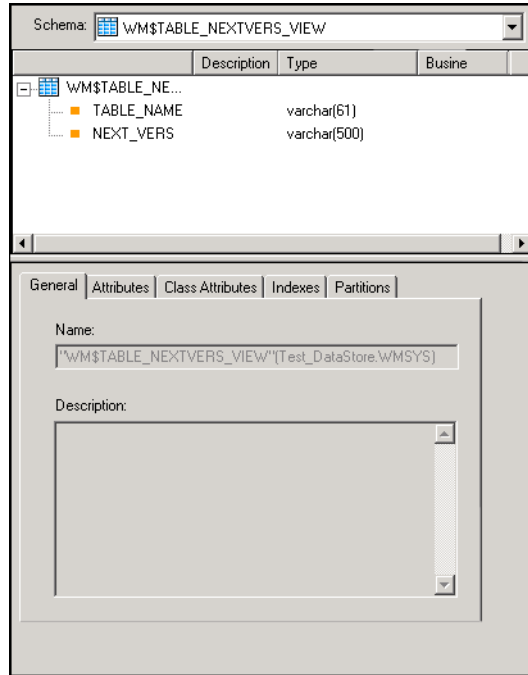 Schema: WM$TABLE_NEXTVERS_VIEW
Description Type Busine
WM$TABLE_NE...
TABLE_NAME varchar(61)
NEXT_VERS varchar(500)
General Attributes Class Attributes Indexes Partitions
Name:
"WM$TABLE_NEXTVERS_VIEW"(Test_DataStore.WMSYS)
Description: